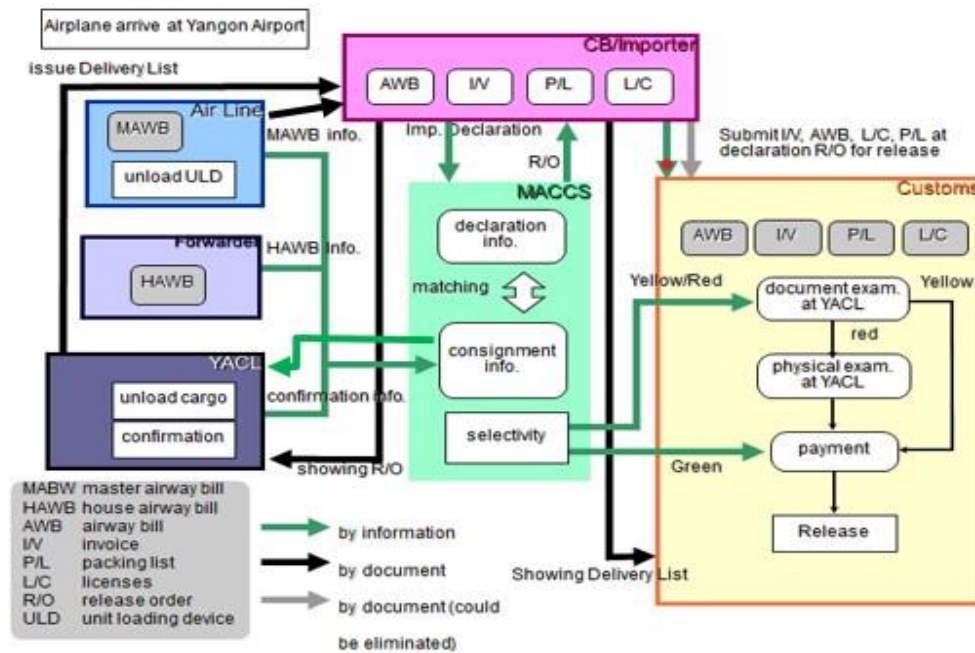 Airplane arrive at Yangon Airport
CB/Importer
issue Delivery List
AWB
I/V
P/L
L/C
Air Line
MAWB
MAWB info.
unload ULD
Imp. Declaration
R/O
MACCS
Submit I/V, AWB, L/C, P/L at
declaration R/O for release
Customs
AWB
I/V
P/L
L/C
Forwarder
HAWB Info.
HAWB
declaration
info.
matching
Yellow/Red
document exam.
at YACL
Yellow
red
YACL
consignment
info.
physical exam.
at YACL
unload cargo
confirmation info.
confirmation
selectivity
payment
showing R/O
Green
Release
MABW master airway bill
HAWB house airway bill
AWB airway bill
I/V invoice
P/L packing list
L/C licenses
R/O release order
ULD unit loading device
by information
by document
by document (could
be eliminated)
Showing Delivery List